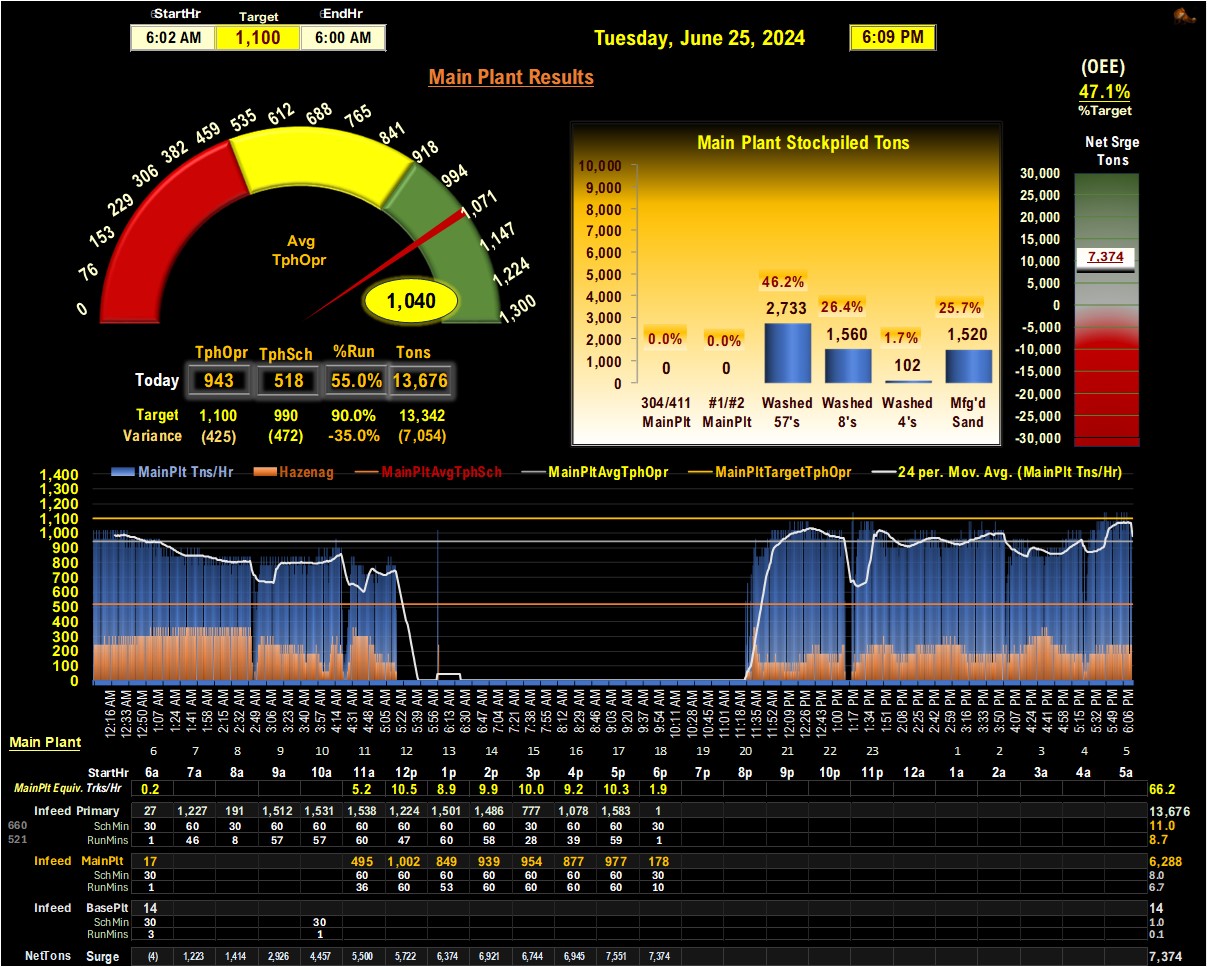 StartHr Target EndHr
6:02 AM 1,100 6:00 AM
Tuesday, June 25, 2024 6:09 PM
Main Plant Results
(OEE)
47.1%
%Target
Net Srge
Tons
0 76 153 229 306 382 459 535 612 688 765 841 918 994 1,071 1,147 1,224 1,300
Avg
TphOpr
1,040
TphOpr TphSch %Run Tons
Today 943 518 55.0% 13,676
Target 1,100 990 90.0% 13,342
Variance (425) (472) -35.0% (7,054)
Main Plant Stockpiled Tons
10,000
9,000
8,000
7,000
6,000
5,000
4,000
3,000
2,000
1,000
0
0.0% 0.0% 46.2% 26.4% 1.7% 25.7%
0 0 2,733 1,560 102 1,520
304/411 #1/#2 Washed Washed Washed Mfg'd
MainPlt MainPlt 57's 8's 4's Sand
30,000
25,000
20,000
15,000
10,000
5,000
0
-5,000
-10,000
-15,000
-20,000
-25,000
-30,000
7,374
MainPlt Tns/Hr Hazenag MainPltAvgTphSch MainPltAvgTphOpr MainPltTargetTphOpr 24 per. Mov. Avg. (MainPlt Tns/Hr)
1,400
1,300
1,200
1,100
1,000
900
800
700
600
500
400
300
200
100
0
12:16 AM 12:33 AM 12:50 AM 1:07 AM 1:24 AM 1:41 AM 1:58 AM 2:15 AM 2:32 AM 2:49 AM 3:06 AM 3:23 AM 3:40 AM 3:57 AM 4:14 AM 4:31 AM 4:48 AM 5:05 AM 5:22 AM 5:39 AM 5:56 AM 6:13 AM 6:30 AM 6:47 AM 7:04 AM 7:21 AM 7:38 AM 7:55 AM 8:12 AM 8:29 AM 8:46 AM 9:03 AM 9:20 AM 9:37 AM 9:54 AM 10:11 AM 10:28 AM 10:45 AM 11:01 AM 11:18 AM 11:35 AM 11:52 AM 12:09 PM 12:26 PM 12:43 PM 1:00 PM 1:17 PM 1:34 PM 1:51 PM 2:08 PM 2:25 PM 2:42 PM 2:59 PM 3:16 PM 3:33 PM 3:50 PM 4:07 PM 4:24 PM 4:41 PM 4:58 PM 5:15 PM 5:32 PM 5:49 PM 6:06 PM
Main Plant
6 7 8 9 10 11 12 13 14 15 16 17 18 19 20 21 22 23 1 2 3 4 5
StartHr 6a 7a 8a 9a 10a 11a 12p 1p 2p 3p 4p 5p 6p 7p 8p 9p 10p 11p 12a 1a 2a 3a 4a 5a
MainPlt Equiv. Trks/Hr 0.2 5.2 10.5 8.9 9.9 10.0 9.2 10.3 1.9 66.2
Infeed Primary 27 1,227 191 1,512 1,531 1,538 1,224 1,501 1,486 777 1,078 1,583 1 13,676
660 SchMin 30 60 30 60 60 60 60 60 60 60 60 60 30 11.0
521 RunMins 1 46 8 57 57 60 47 60 58 28 39 59 1 8.7
Infeed MainPlt 17 495 1,002 849 939 954 877 977 178 6,288
SchMin 30 60 60 60 60 60 60 60 30 8.0
RunMins 1 36 60 53 60 60 60 60 10 6.7
Infeed BasePlt 14 14
SchMin 30 30 1.0
RunMins 3 1 0.1
NetTons Surge (4) 1,223 1,414 2,926 4,457 5,500 5,722 6,374 6,921 6,744 6,945 7,551 7,374 7,374